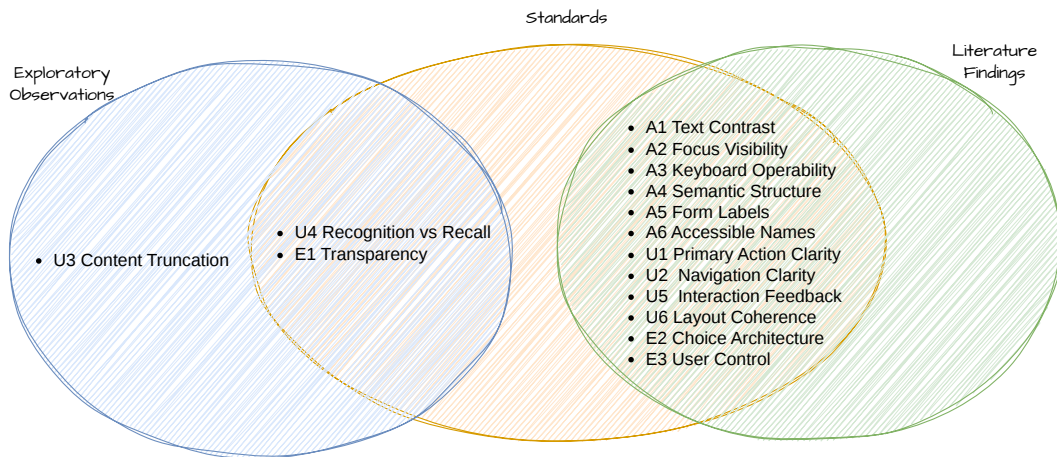 Standards
Exploratory
Observations
Literature
Findings
• U3 Content Truncation
• U4 Recognition vs Recall
• E1 Transparency
• A1 Text Contrast
• A2 Focus Visibility
• A3 Keyboard Operability
• A4 Semantic Structure
• A5 Form Labels
• A6 Accessible Names
• U1 Primary Action Clarity
• U2  Navigation Clarity
• U5  Interaction Feedback
• U6 Layout Coherence
• E2 Choice Architecture
• E3 User Control